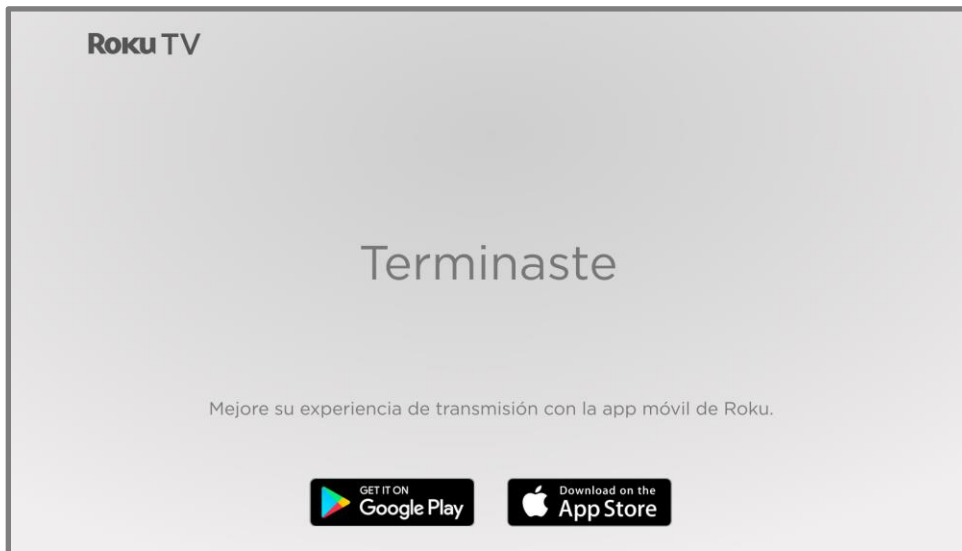 Roku TV
Terminaste
Mejore su experiencia de transmisión con la app móvil de Roku.
GET IT ON
Google Play
Download on the
App Store